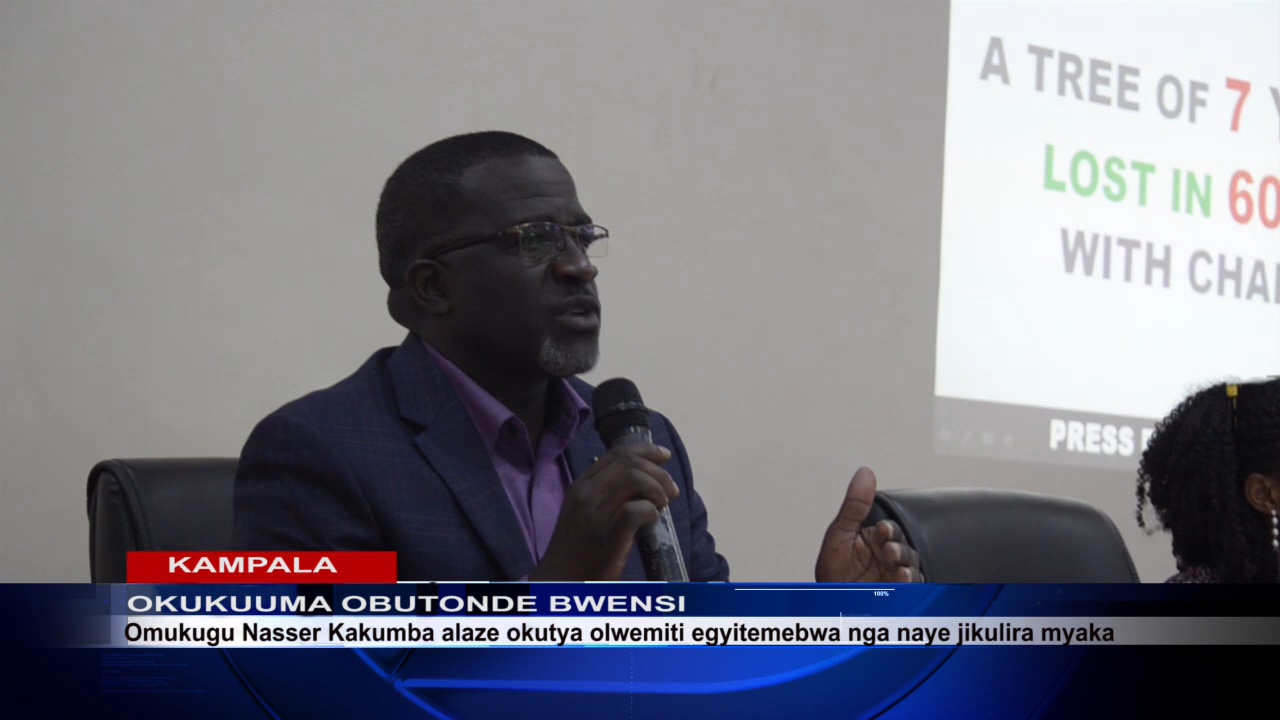 A TREE OF 7
LOST IN 60
WITH
PRESS
KAMPALA
OKUKUUMA OBUTONDE BWENSI
100%
Omukugu Nasser Kakumba alaze okutya olwemiti egyitemebwa nga naye jikulira myaka